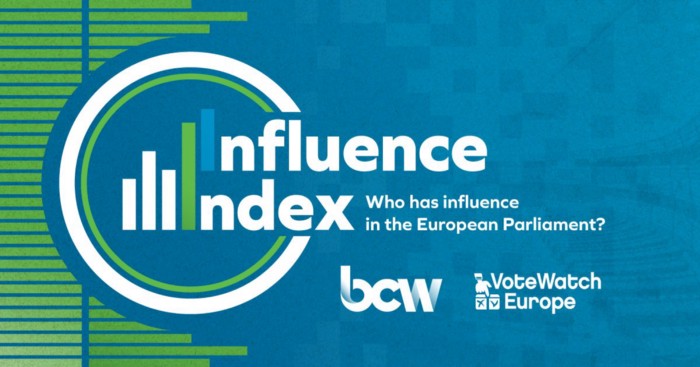 Influence
Index
Who has influence
in the European Parliament?
bcw
VoteWatch
Europe